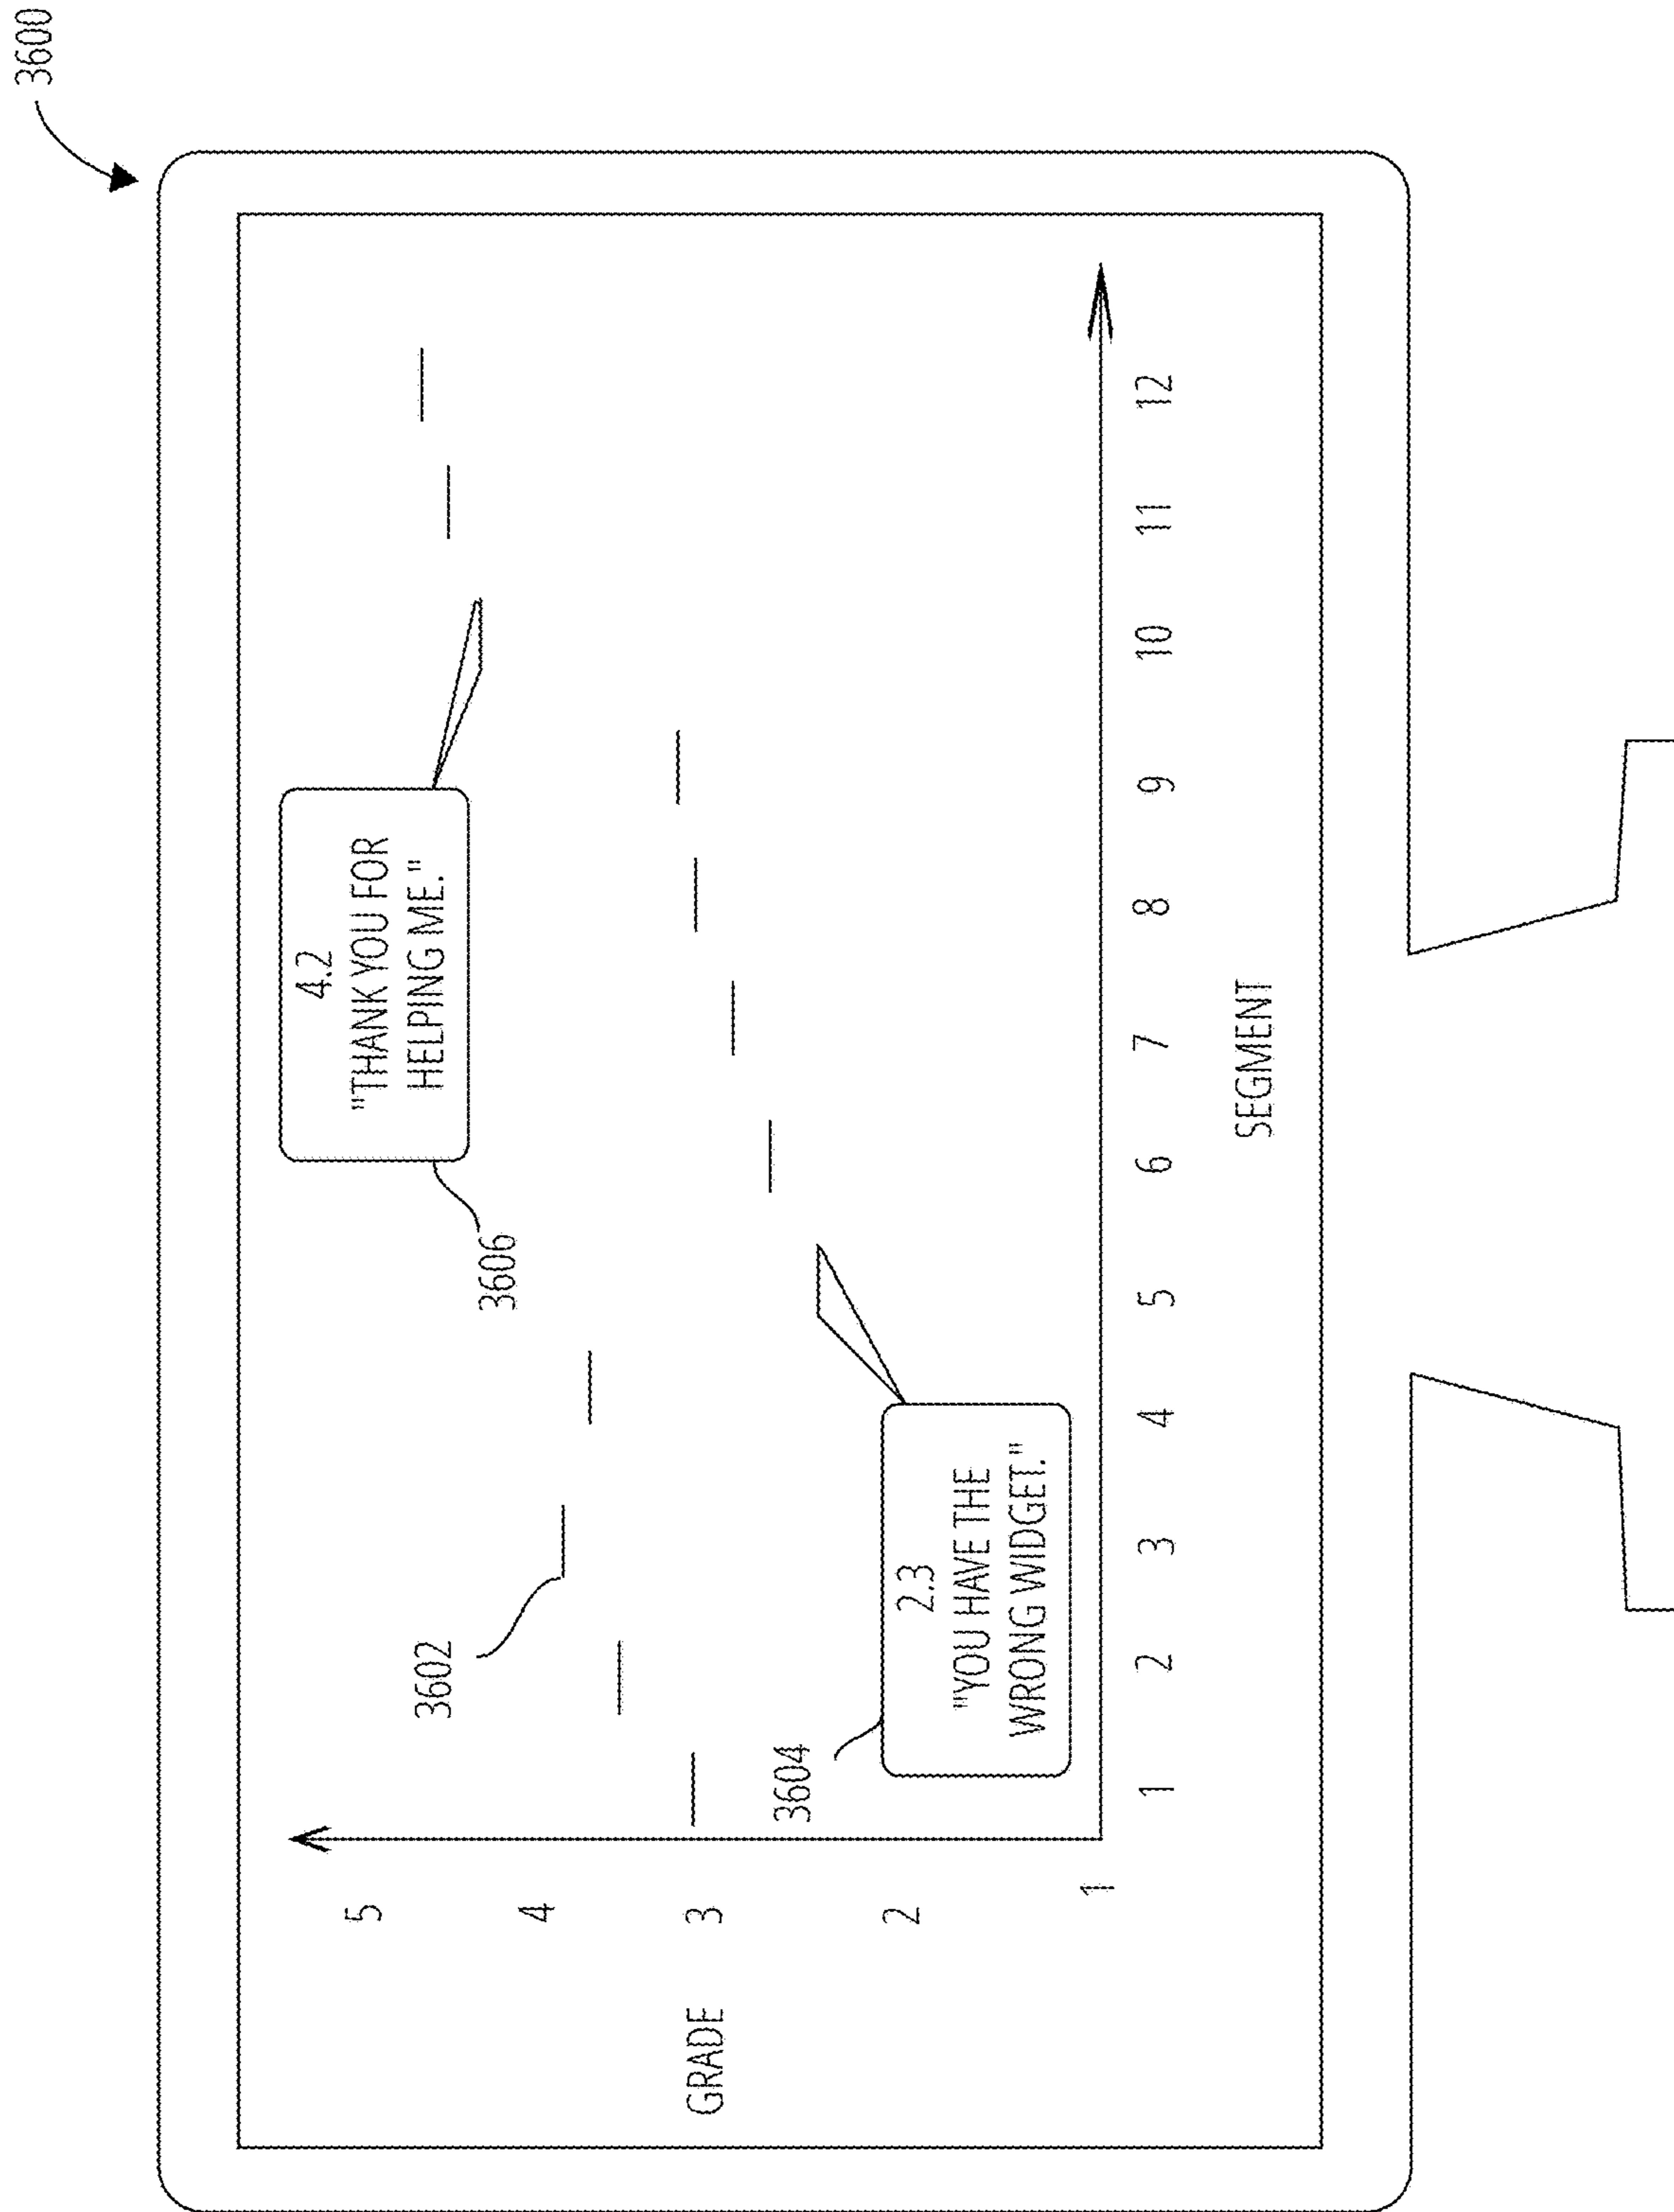 3600
4.2
"THANK YOU FOR
HELPING ME."
3606
3602
3604
2.3
"YOU HAVE THE
WRONG WIDGET."
GRADE
5
4
3
2
1
1 2 3 4 5 6 7 8 9 10 11 12
SEGMENT